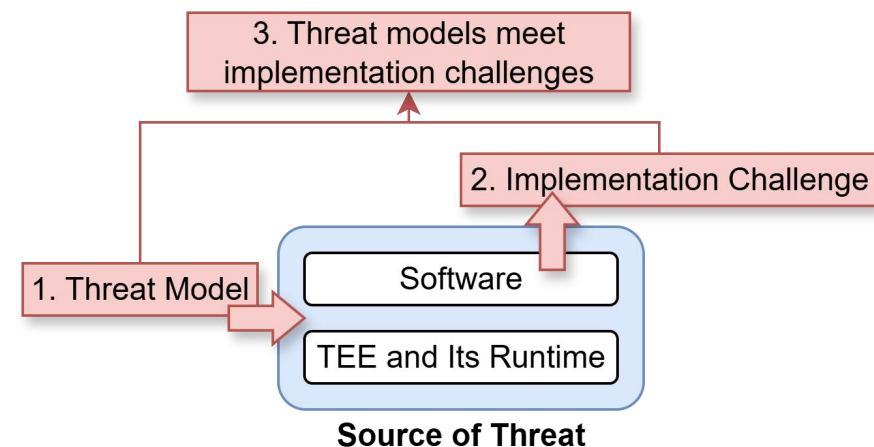 3. Threat models meet
implementation challenges
2. Implementation Challenge
1. Threat Model
Software
TEE and Its Runtime
Source of Threat